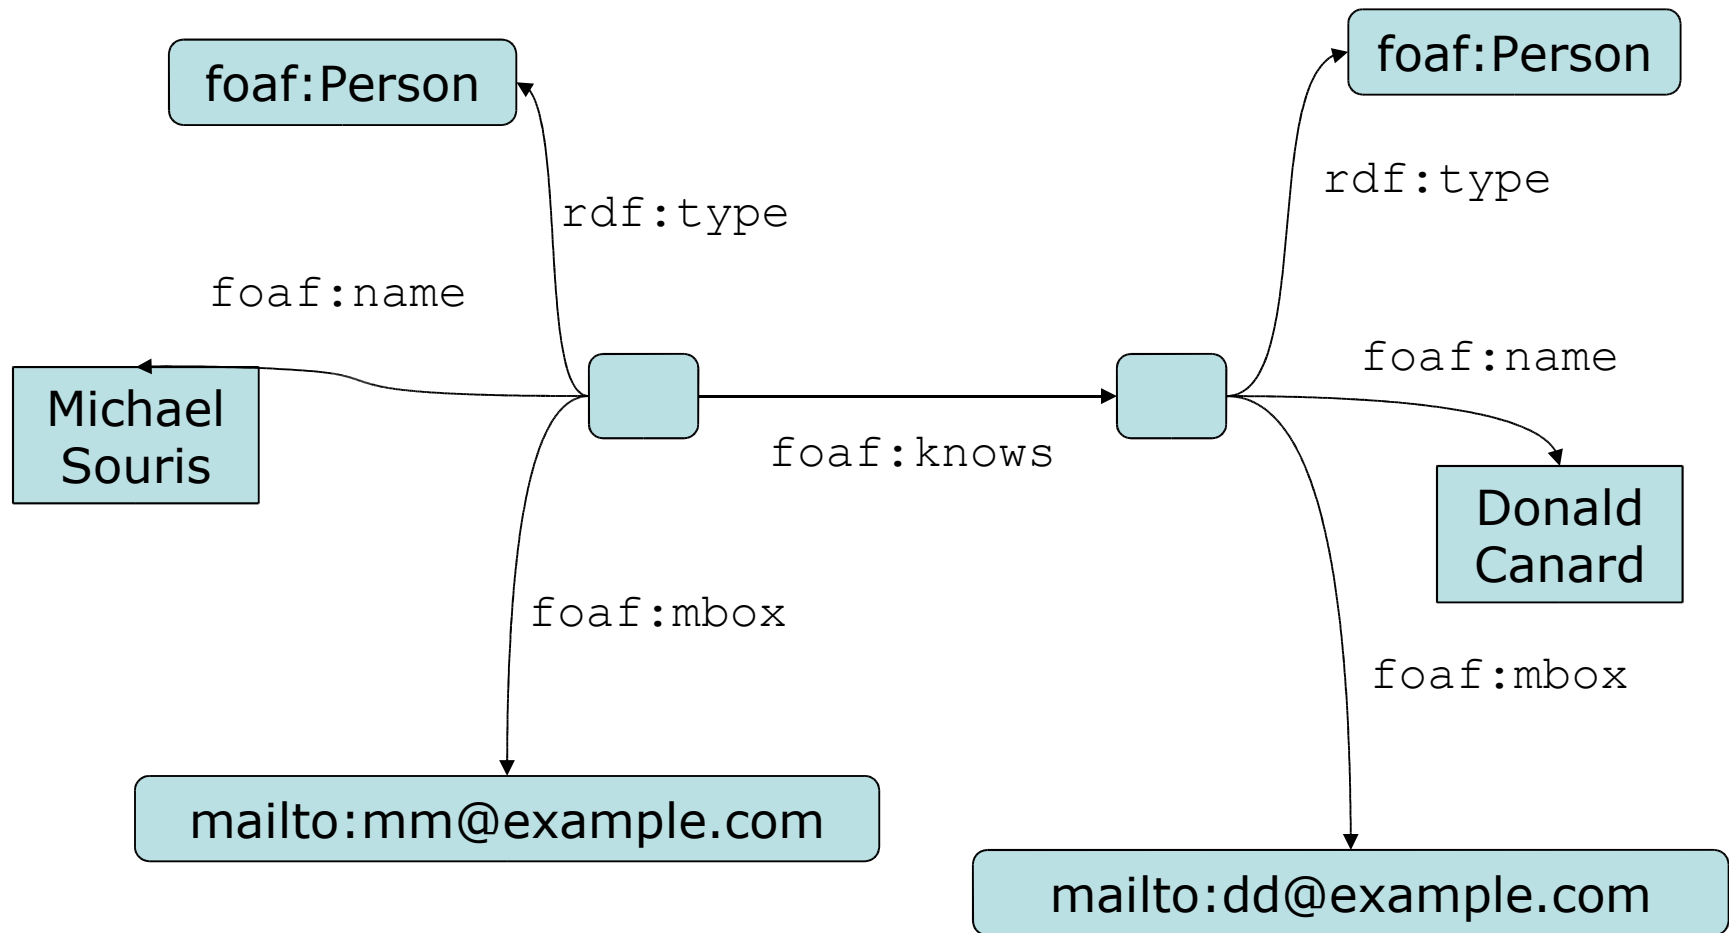 foaf:Person
foaf:Person
rdf:type
rdf:type
foaf:name
foaf:name
Michael
Souris
foaf:knows
Donald
Canard
foaf:mbox
foaf:mbox
mailto:mm@example.com
mailto:dd@example.com